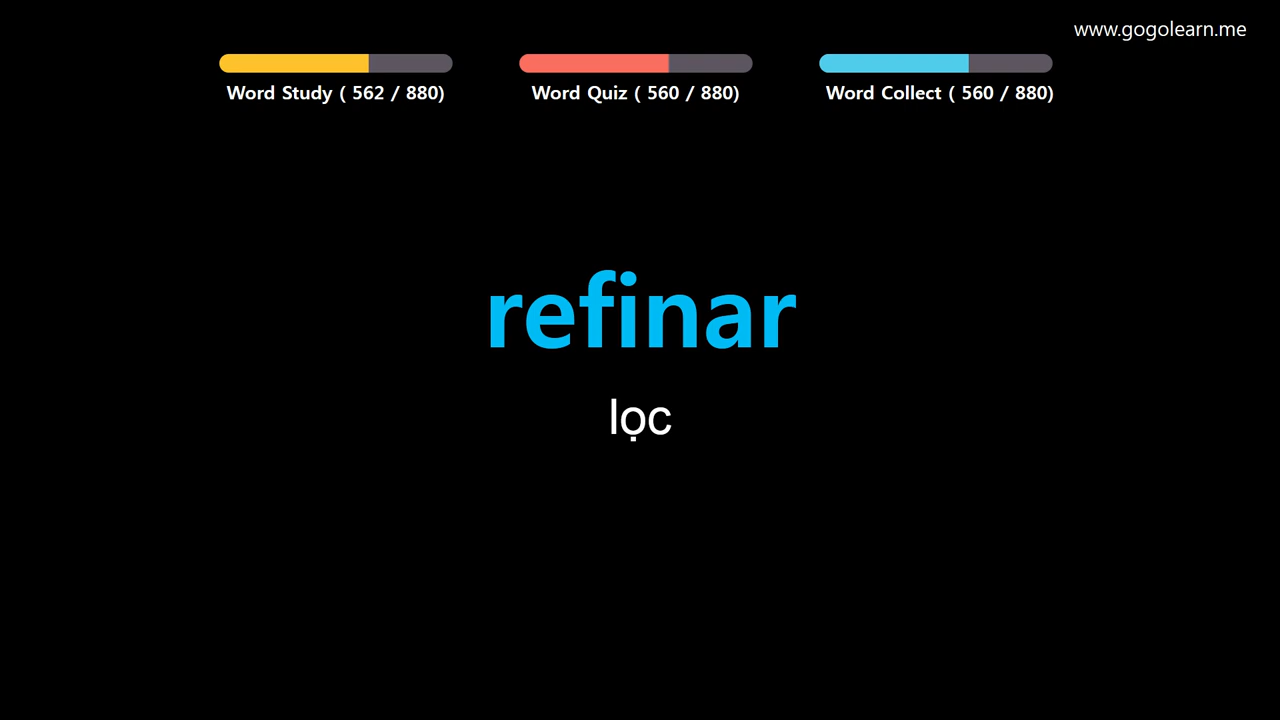 www.gogolearn.me
Word Study ( 562 / 880)
Word Quiz ( 560 / 880)
Word Collect ( 560 / 880)
refinar
lọc